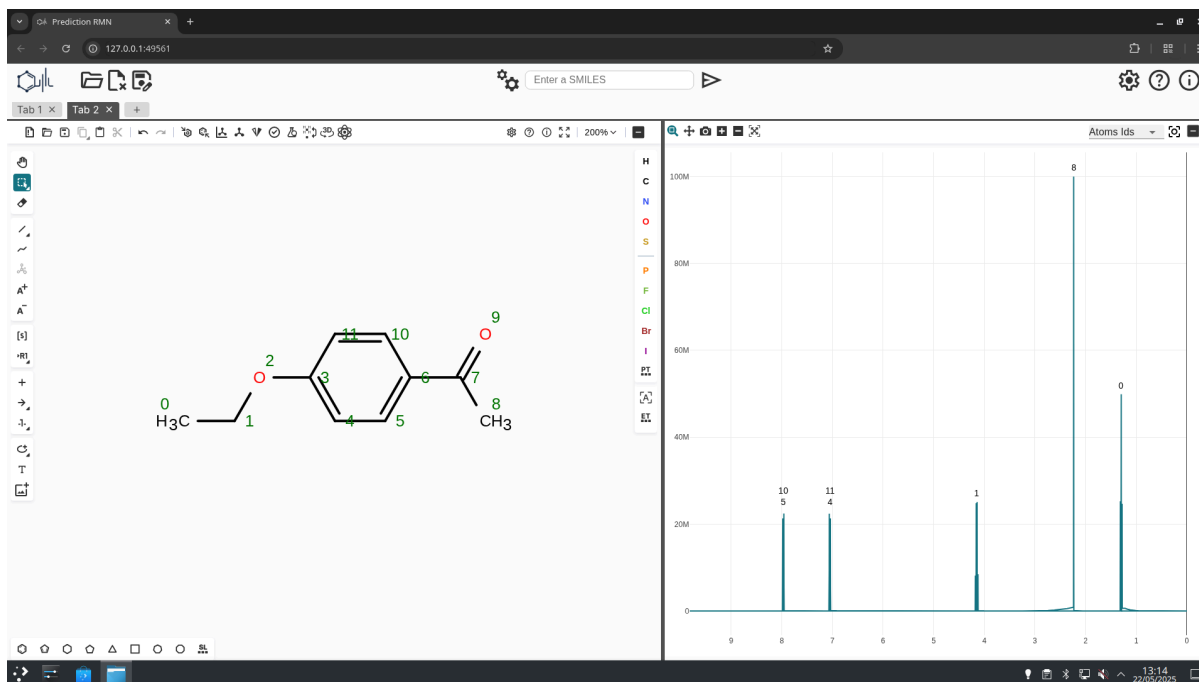 Prediction RMN
127.0.0.1:49561
Enter a SMILES
Tab 1
Tab 2
200%
Atoms Ids
H
C
N
O
S
P
F
Cl
Br
I
PT
[A]
ET
A+
A-
[s]
R1
T
SL
9
O
11
10
2
O
3
6
7
0
H3C
1
4
5
8
CH3
100M
80M
60M
40M
20M
0
8
0
10
5
11
4
1
9
8
7
6
5
4
3
2
1
0
13:14
22/05/2025